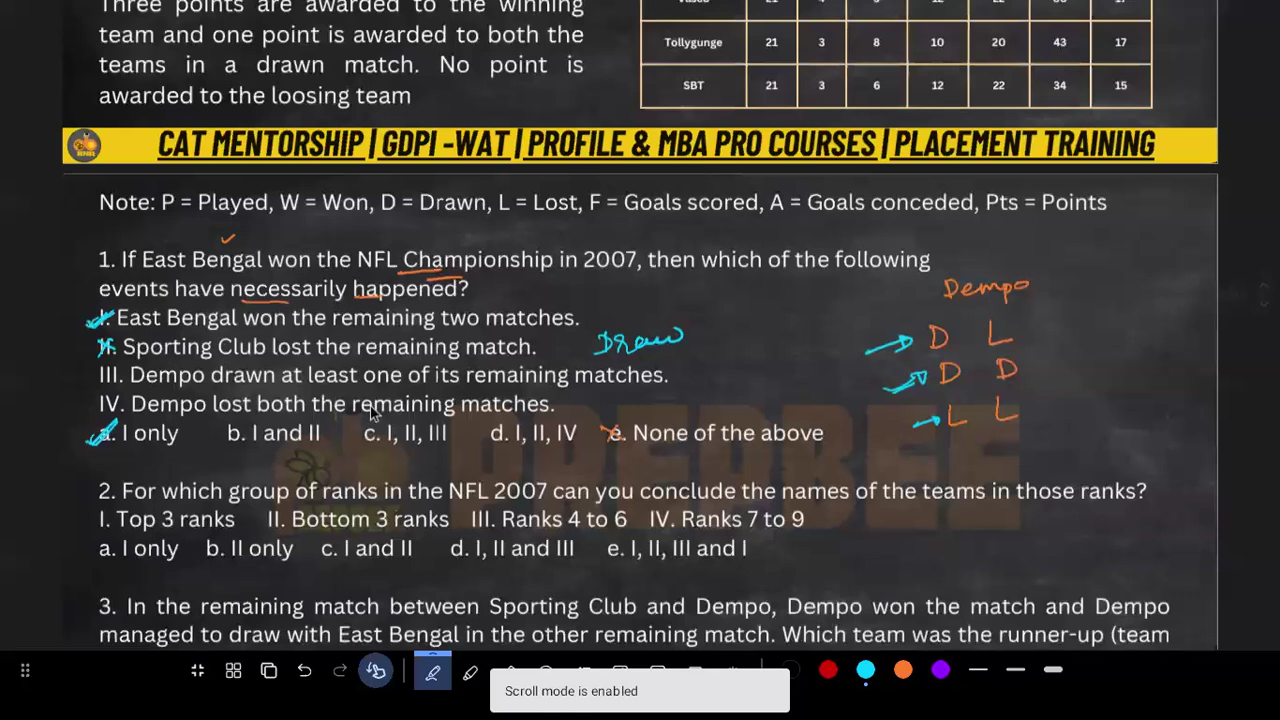 Three points are awarded to the winning
team and one point is awarded to both the
teams in a drawn match. No point is
awarded to the loosing team
Tollygunge 21 3 8 10 20 43 17
SBT 21 3 6 12 22 34 15
CAT MENTORSHIP | GDPI -WAT | PROFILE & MBA PRO COURSES | PLACEMENT TRAINING
Note: P = Played, W = Won, D = Drawn, L = Lost, F = Goals scored, A = Goals conceded, Pts = Points
1. If East Bengal won the NFL Championship in 2007, then which of the following
events have necessarily happened?
Dempo
I. East Bengal won the remaining two matches.
D L
II. Sporting Club lost the remaining match. Draw
III. Dempo drawn at least one of its remaining matches.
D D
IV. Dempo lost both the remaining matches.
L L
a. I only b. I and II c. I, II, III d. I, II, IV e. None of the above
PREPBEE
2. For which group of ranks in the NFL 2007 can you conclude the names of the teams in those ranks?
I. Top 3 ranks II. Bottom 3 ranks III. Ranks 4 to 6 IV. Ranks 7 to 9
a. I only b. II only c. I and II d. I, II and III e. I, II, III and I
3. In the remaining match between Sporting Club and Dempo, Dempo won the match and Dempo
managed to draw with East Bengal in the other remaining match. Which team was the runner-up (team
Scroll mode is enabled